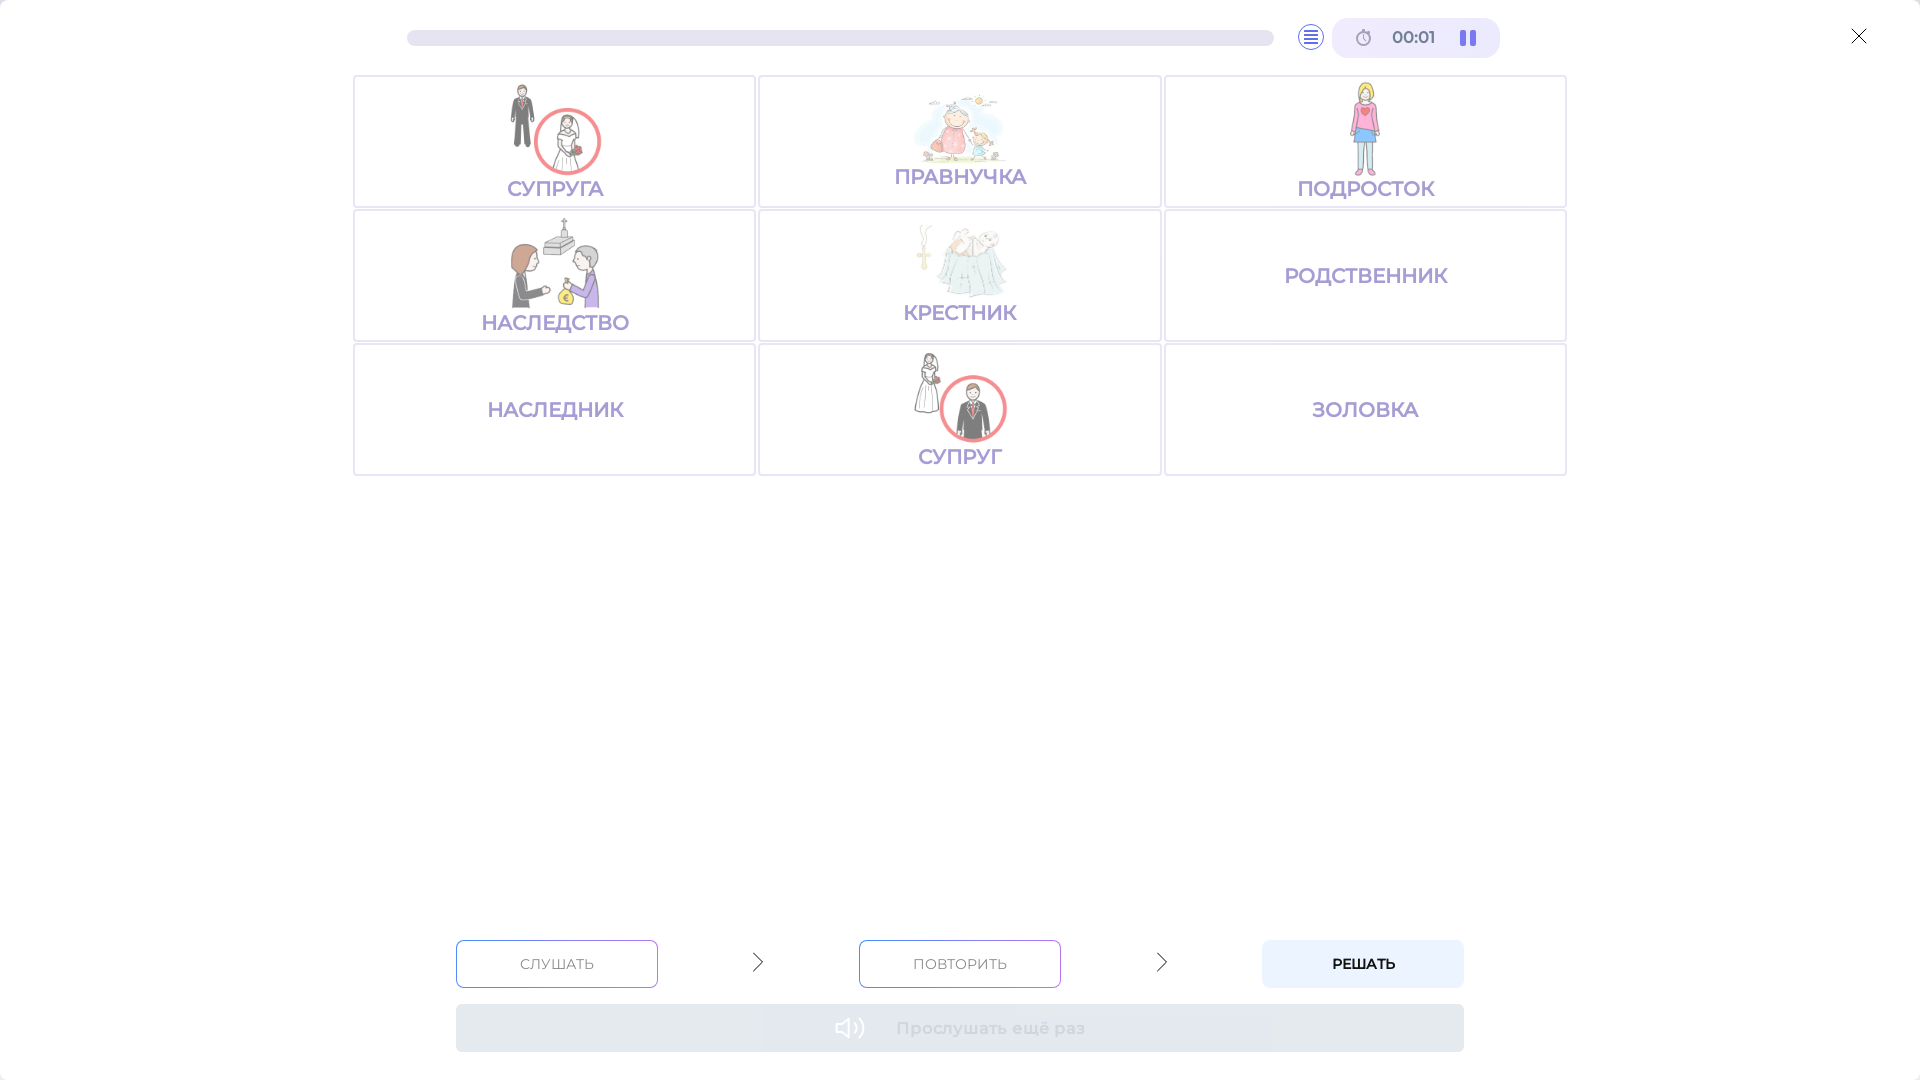 00:01
СУПРУГА
ПРАВНУЧКА
ПОДРОСТОК
НАСЛЕДСТВО
КРЕСТНИК
РОДСТВЕННИК
НАСЛЕДНИК
СУПРУГ
ЗОЛОВКА
СЛУШАТЬ
ПОВТОРИТЬ
РЕШАТЬ
Прослушать ещё раз